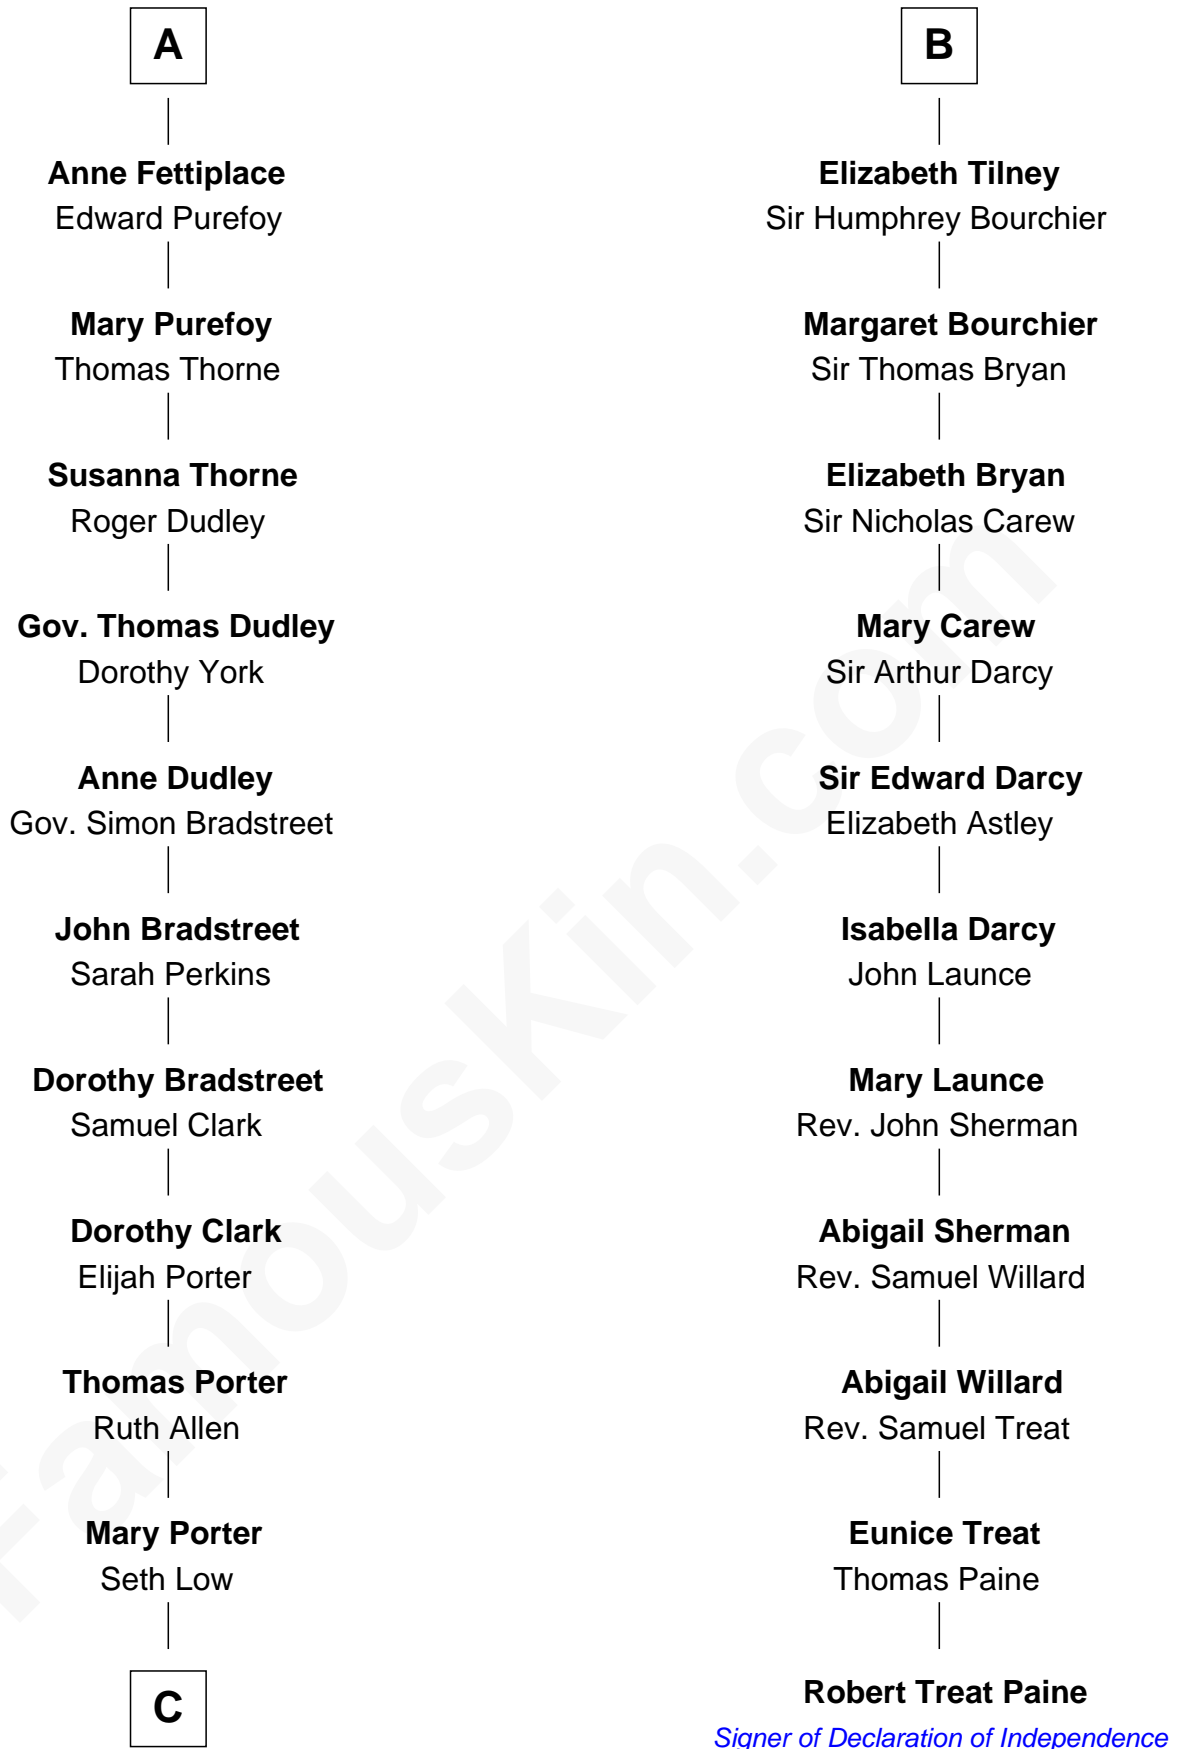 A
Anne Fettiplace
Edward Purefoy
Mary Purefoy
Thomas Thorne
Susanna Thorne
Roger Dudley
Gov. Thomas Dudley
Dorothy York
Anne Dudley
Gov. Simon Bradstreet
John Bradstreet
Sarah Perkins
Dorothy Bradstreet
Samuel Clark
Dorothy Clark
Elijah Porter
Thomas Porter
Ruth Allen
Mary Porter
Seth Low
C
B
Elizabeth Tilney
Sir Humphrey Bourchier
Margaret Bourchier
Sir Thomas Bryan
Elizabeth Bryan
Sir Nicholas Carew
Mary Carew
Sir Arthur Darcy
Sir Edward Darcy
Elizabeth Astley
Isabella Darcy
John Launce
Mary Launce
Rev. John Sherman
Abigail Sherman
Rev. Samuel Willard
Abigail Willard
Rev. Samuel Treat
Eunice Treat
Thomas Paine
Robert Treat Paine
Signer of Declaration of Independence
FamousKin.com